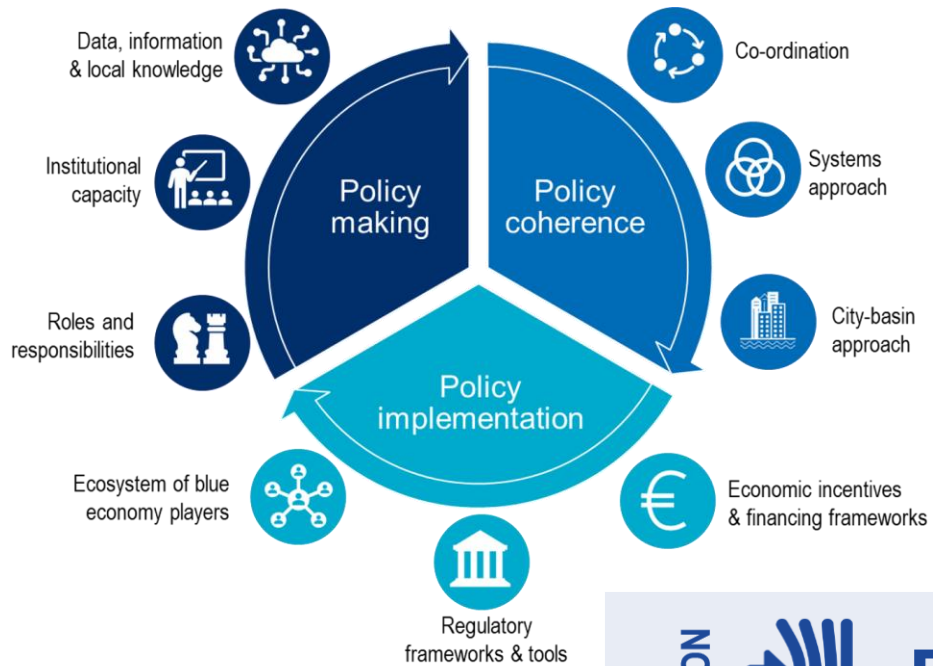 Data, information
& local knowledge
Co-ordination
Institutional
capacity
Systems
approach
Policy
making
Policy
coherence
Roles and
responsibilities
City-basin
approach
Policy
implementation
Ecosystem of blue
economy players
Economic incentives
& financing frameworks
Regulatory
frameworks & tools
ON